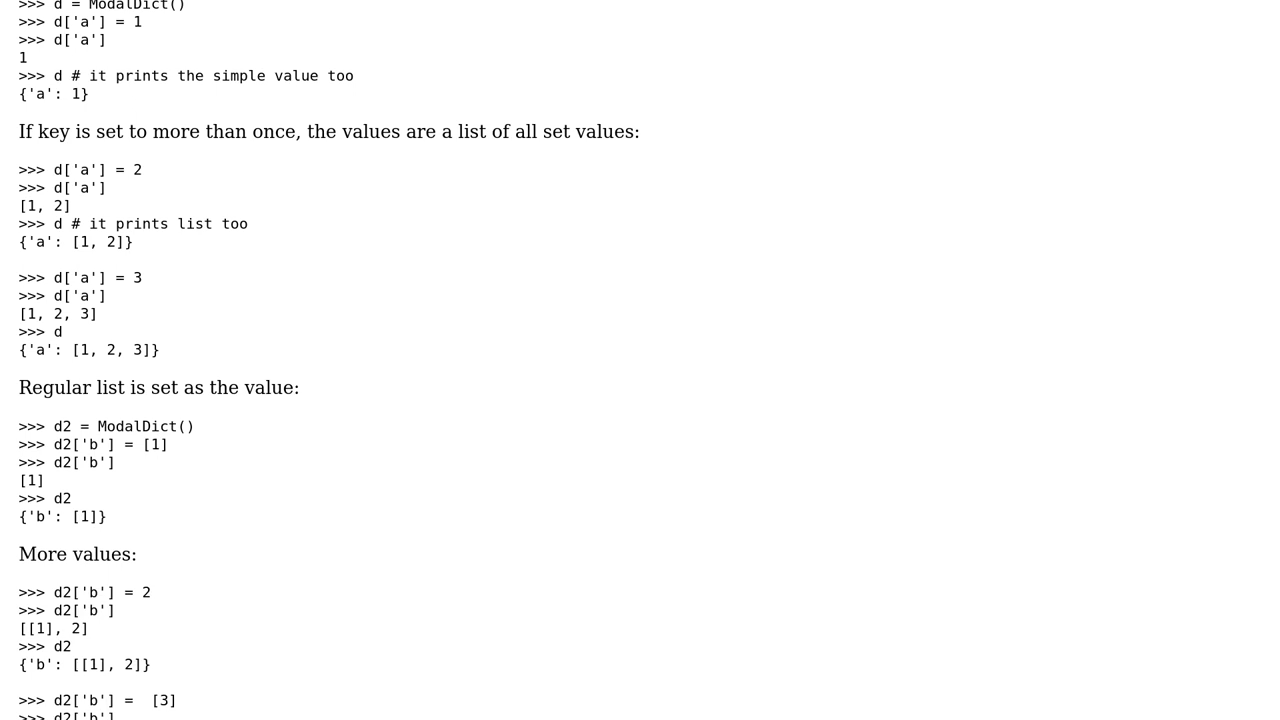 >>> d = ModalDict()
>>> d['a'] = 1
>>> d['a']
1
>>> d # it prints the simple value too
{'a': 1}
If key is set to more than once, the values are a list of all set values:
>>> d['a'] = 2
>>> d['a']
[1, 2]
>>> d # it prints list too
{'a': [1, 2]}
>>> d['a'] = 3
>>> d['a']
[1, 2, 3]
>>> d
{'a': [1, 2, 3]}
Regular list is set as the value:
>>> d2 = ModalDict()
>>> d2['b'] = [1]
>>> d2['b']
[1]
>>> d2
{'b': [1]}
More values:
>>> d2['b'] = 2
>>> d2['b']
[[1], 2]
>>> d2
{'b': [[1], 2]}
>>> d2['b'] =  [3]
>>> d2['b']